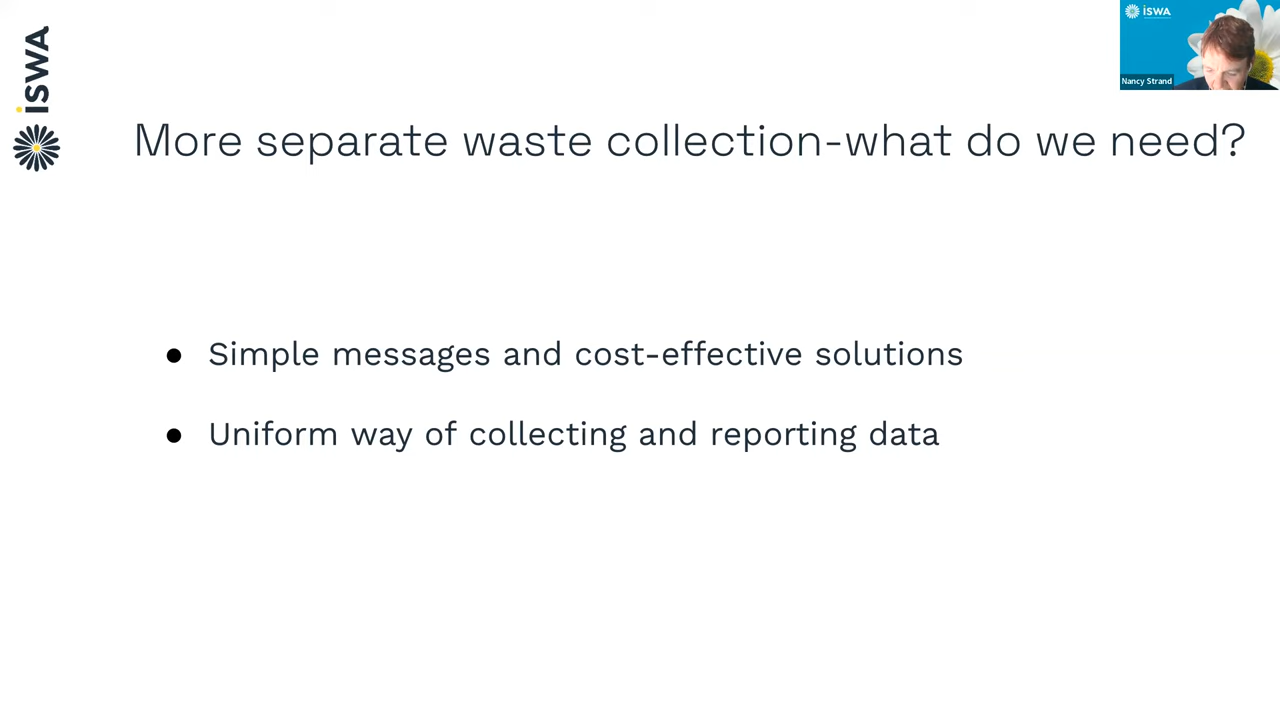 iSWA
iSWA
Nancy Strand
More separate waste collection-what do we need?
● Simple messages and cost-effective solutions
● Uniform way of collecting and reporting data